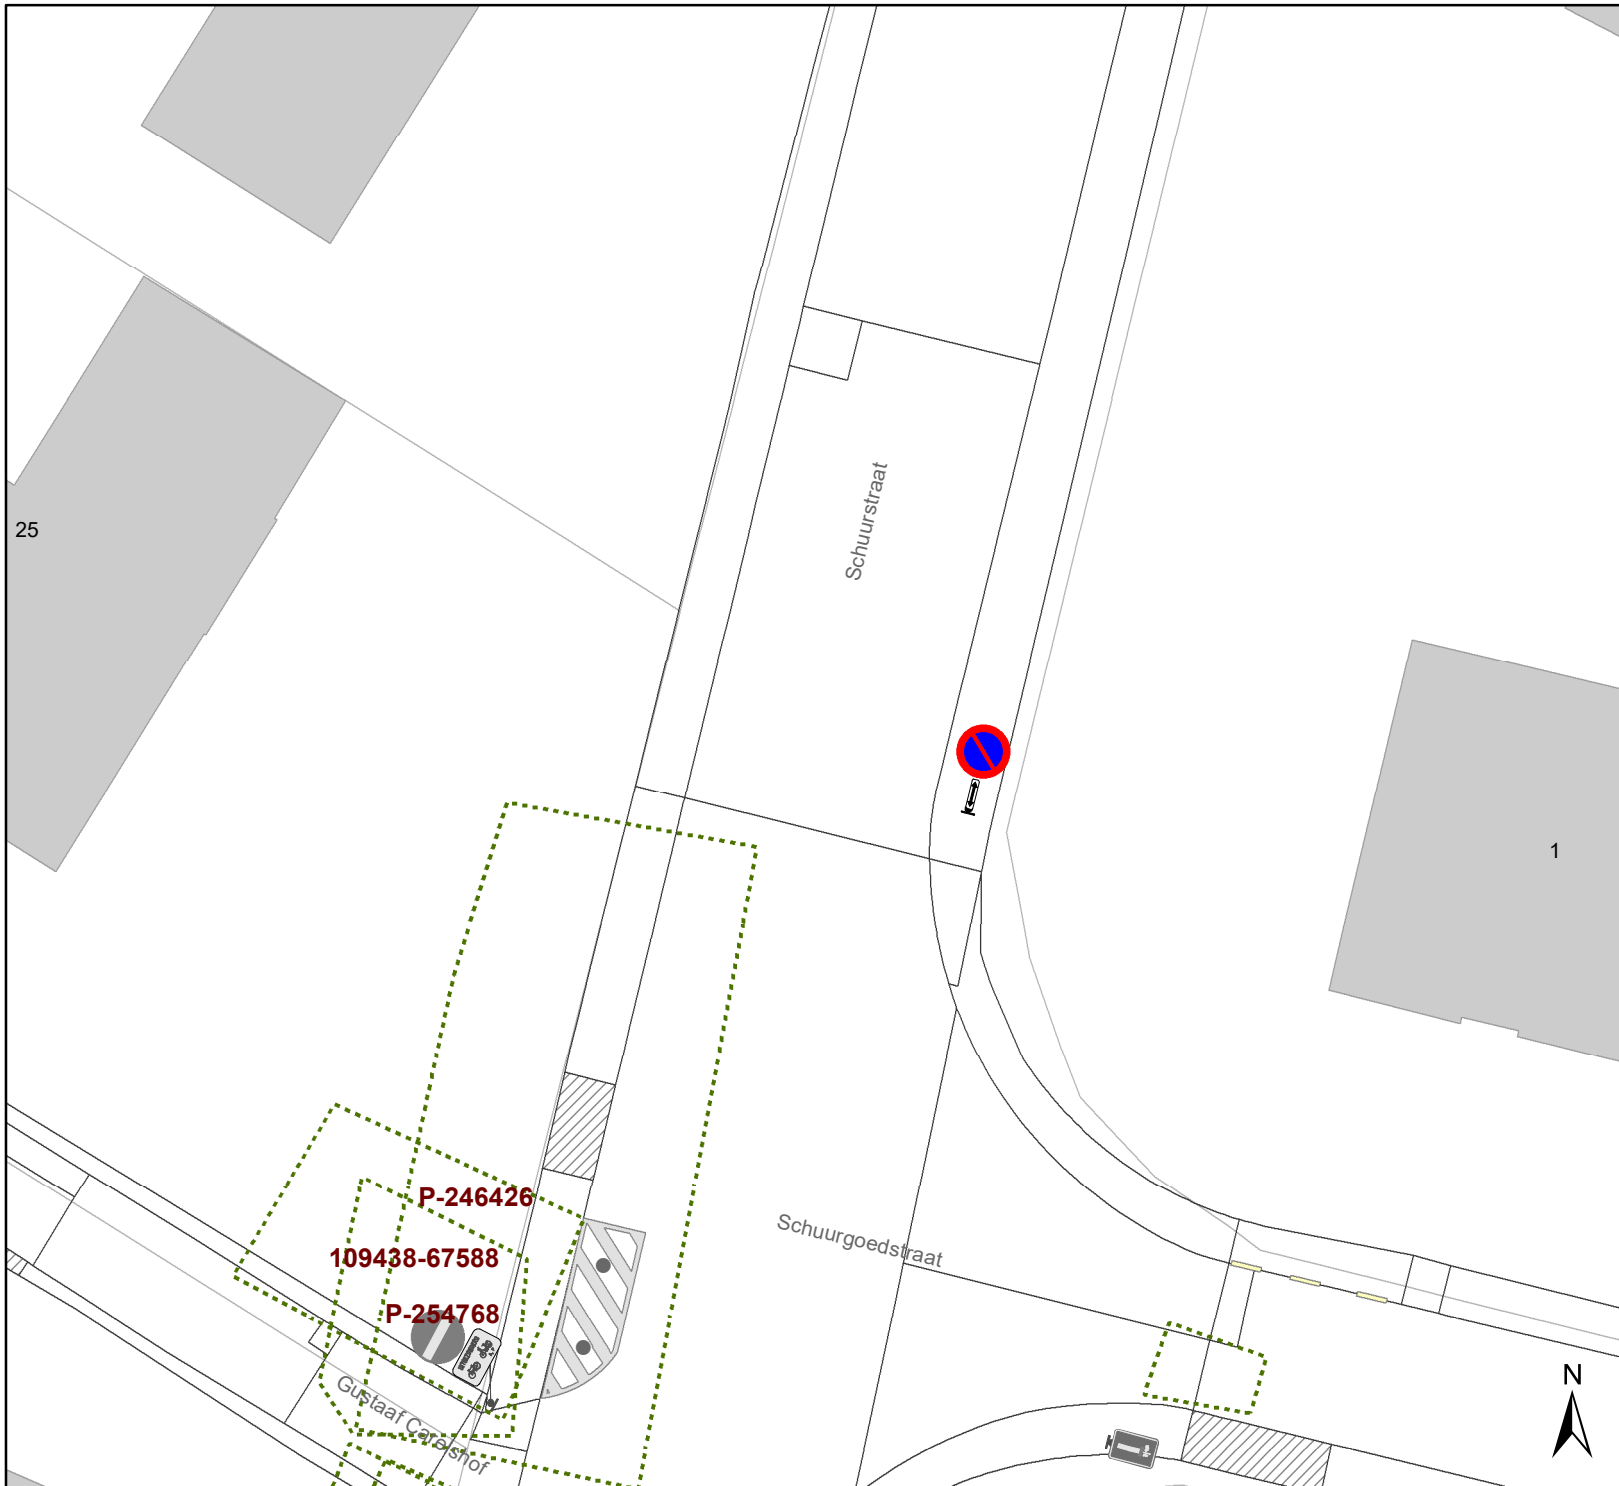 25
Schuurstraat
1
P-246426
Schuurgoedstraat
109438-67588
P-254768
Gustaaf Carelshof
N